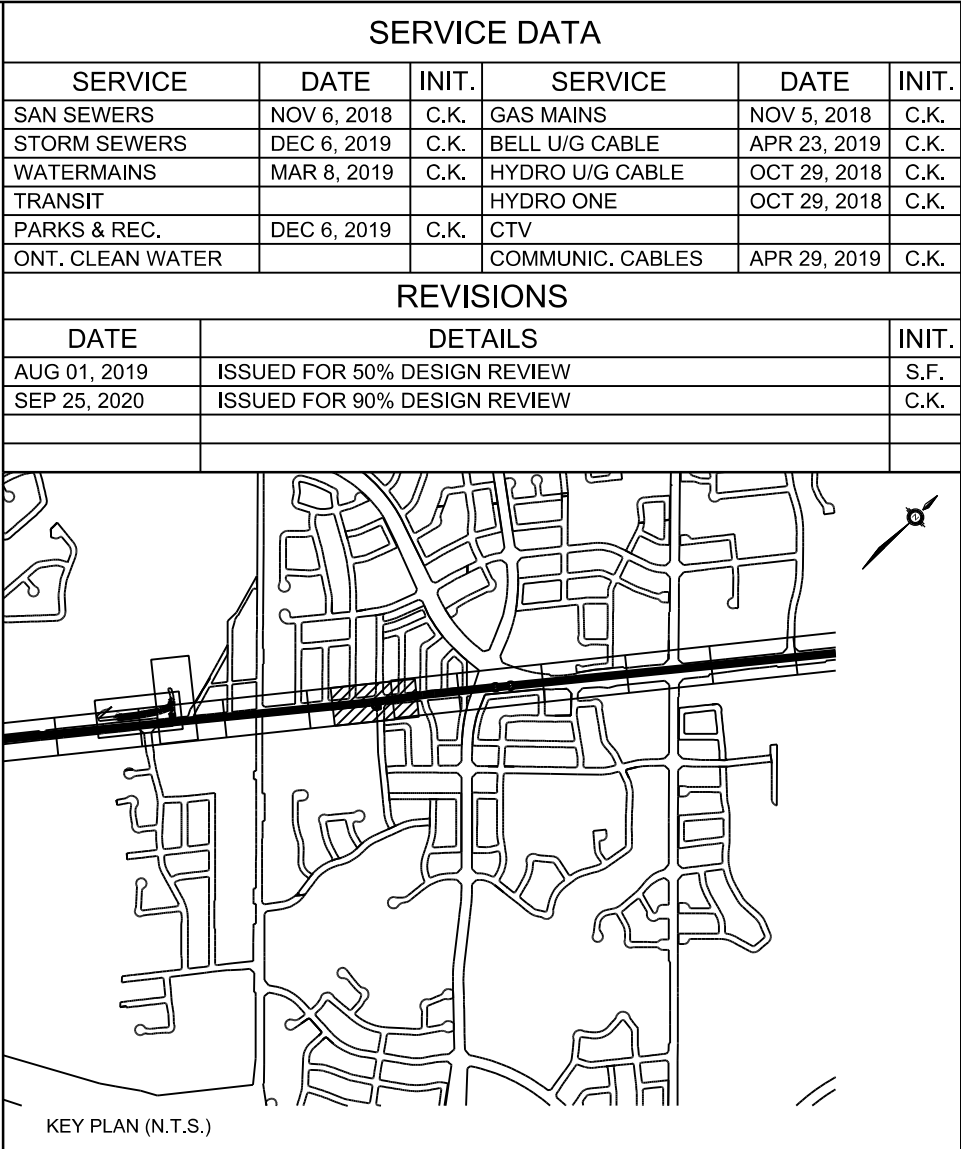 SERVICE DATA
SERVICE DATE INIT. SERVICE DATE INIT.
SAN SEWERS NOV 6, 2018 C.K. GAS MAINS NOV 5, 2018 C.K.
STORM SEWERS DEC 6, 2019 C.K. BELL U/G CABLE APR 23, 2019 C.K.
WATERMAINS MAR 8, 2019 C.K. HYDRO U/G CABLE OCT 29, 2018 C.K.
TRANSIT HYDRO ONE OCT 29, 2018 C.K.
PARKS & REC. DEC 6, 2019 C.K. CTV
ONT. CLEAN WATER COMMUNIC. CABLES APR 29, 2019 C.K.
REVISIONS
DATE DETAILS INIT.
AUG 01, 2019 ISSUED FOR 50% DESIGN REVIEW S.F.
SEP 25, 2020 ISSUED FOR 90% DESIGN REVIEW C.K.
KEY PLAN (N.T.S.)